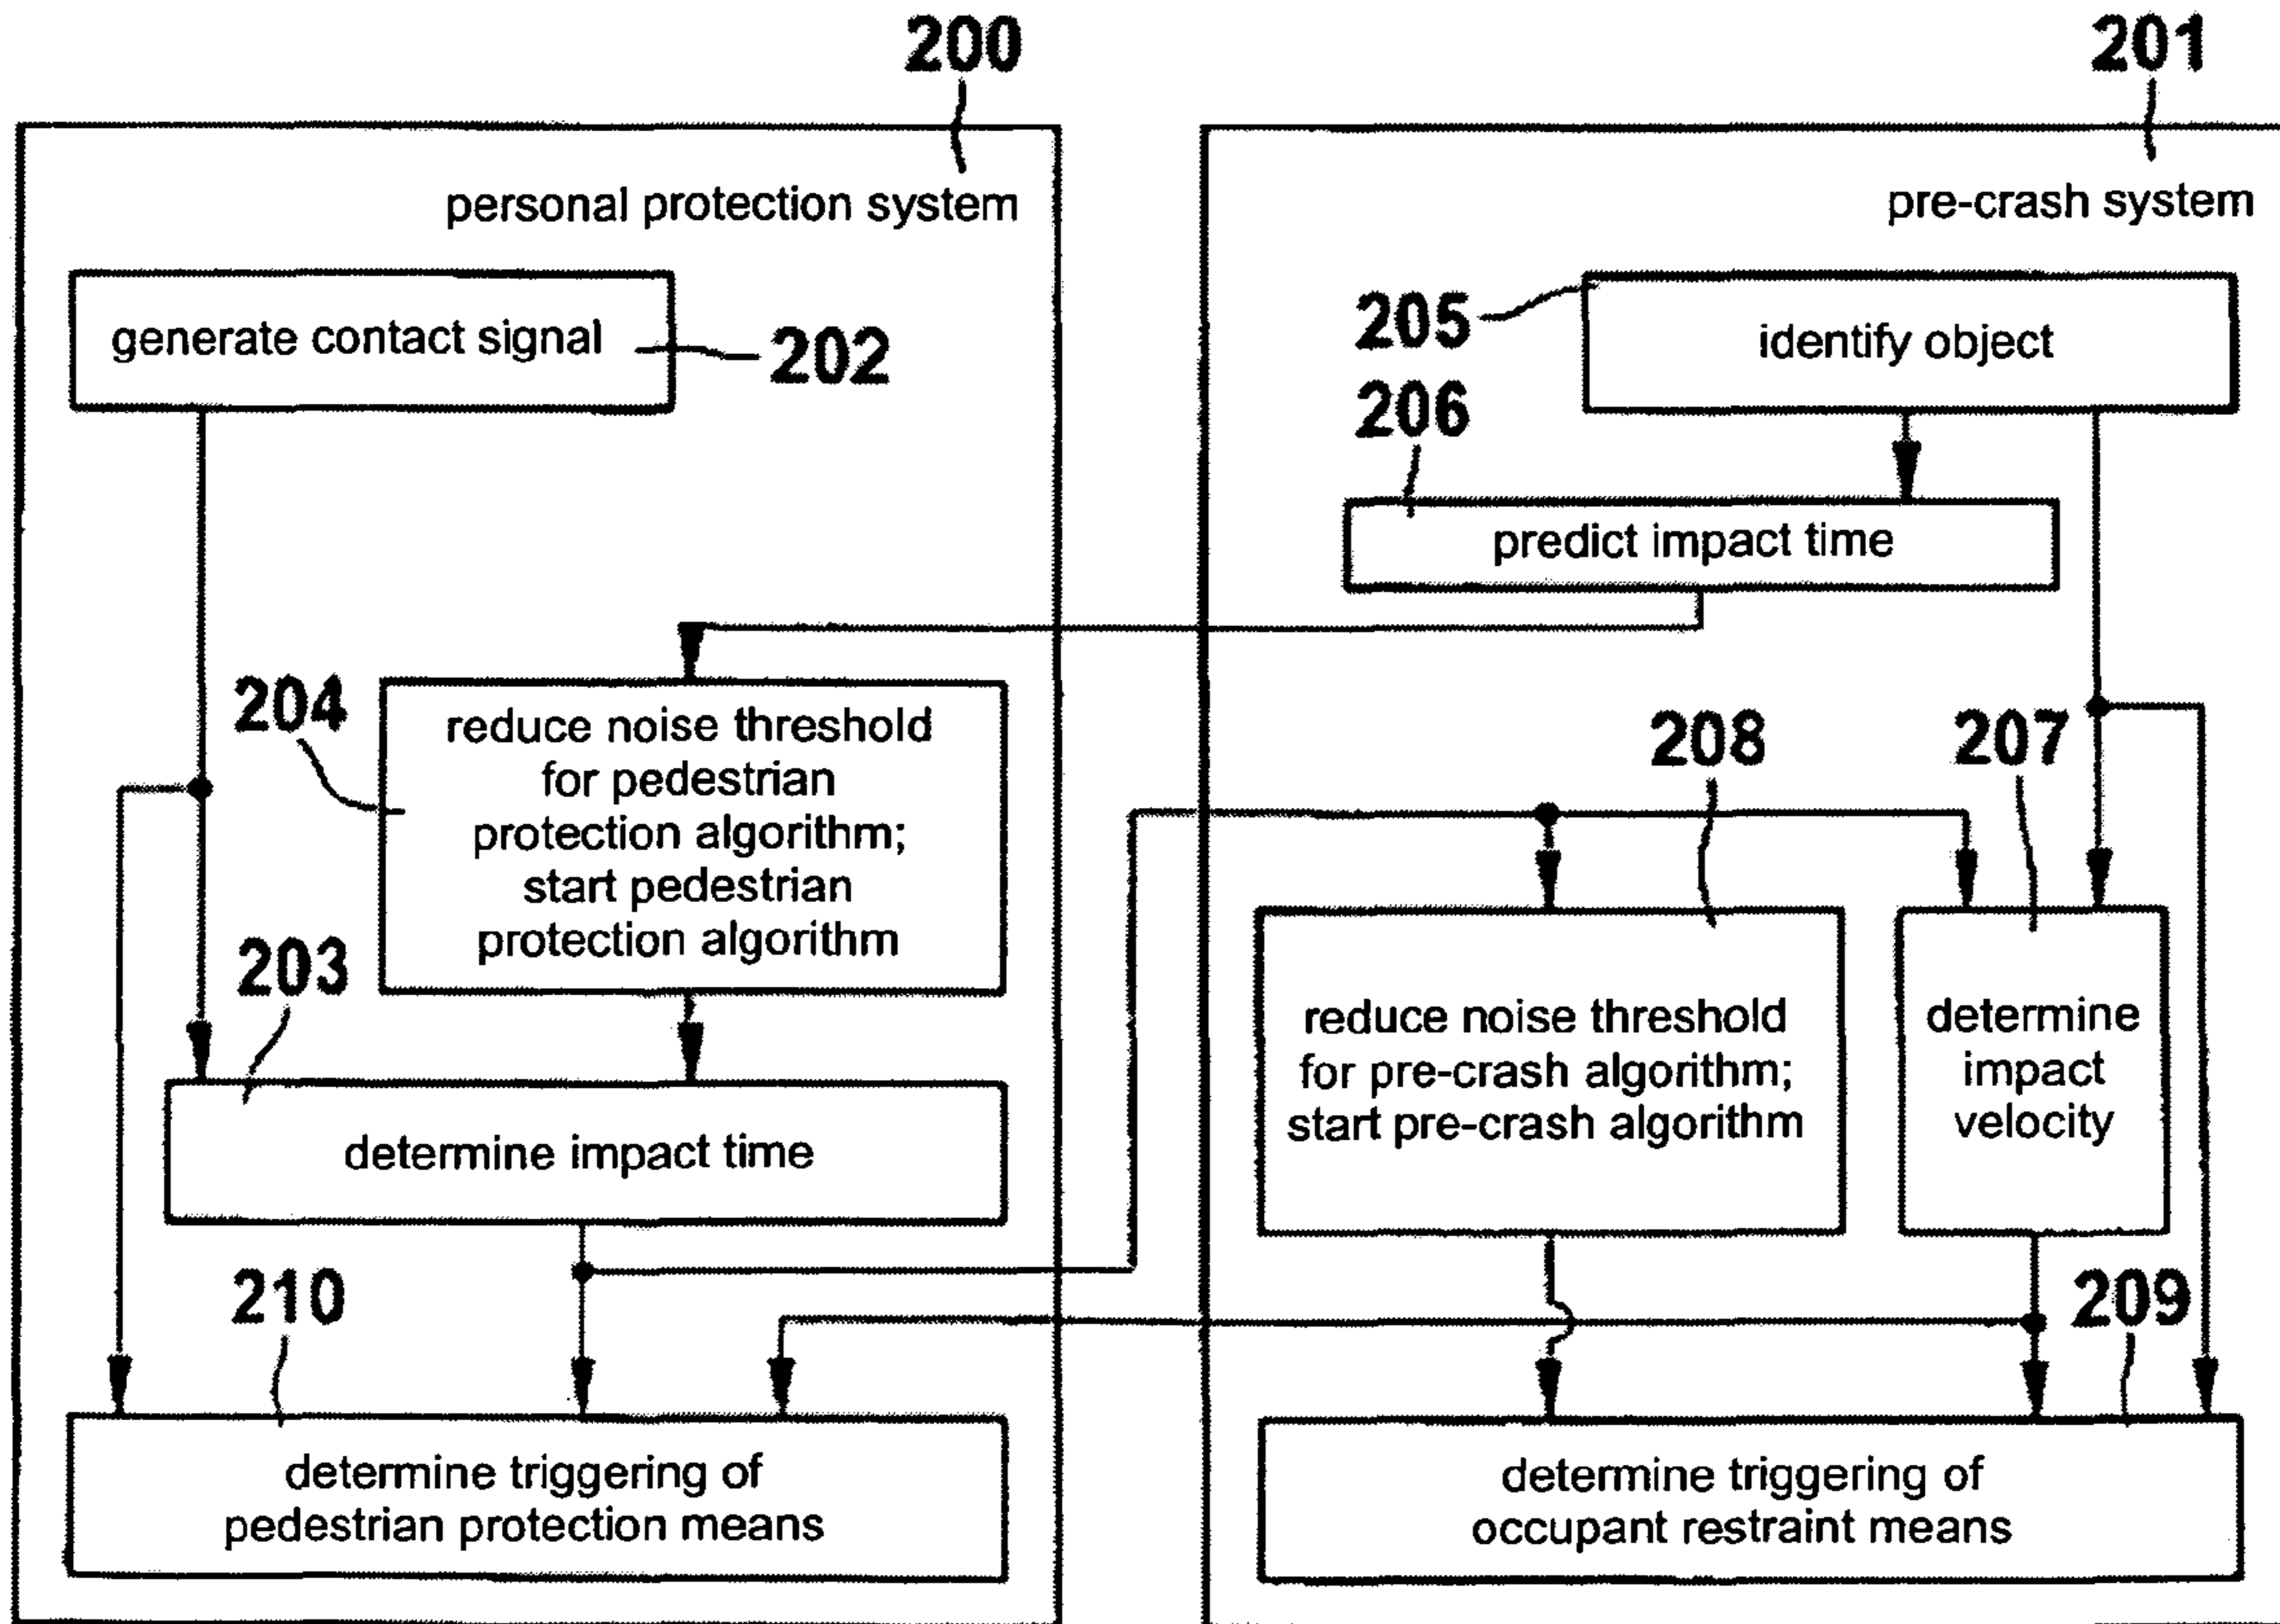 200
201
personal protection system
pre-crash system
generate contact signal
202
205
identify object
206
predict impact time
204
reduce noise threshold
for pedestrian
protection algorithm;
start pedestrian
protection algorithm
208
207
203
reduce noise threshold
for pre-crash algorithm;
start pre-crash algorithm
determine
impact
velocity
determine impact time
210
209
determine triggering of
pedestrian protection means
determine triggering of
occupant restraint means